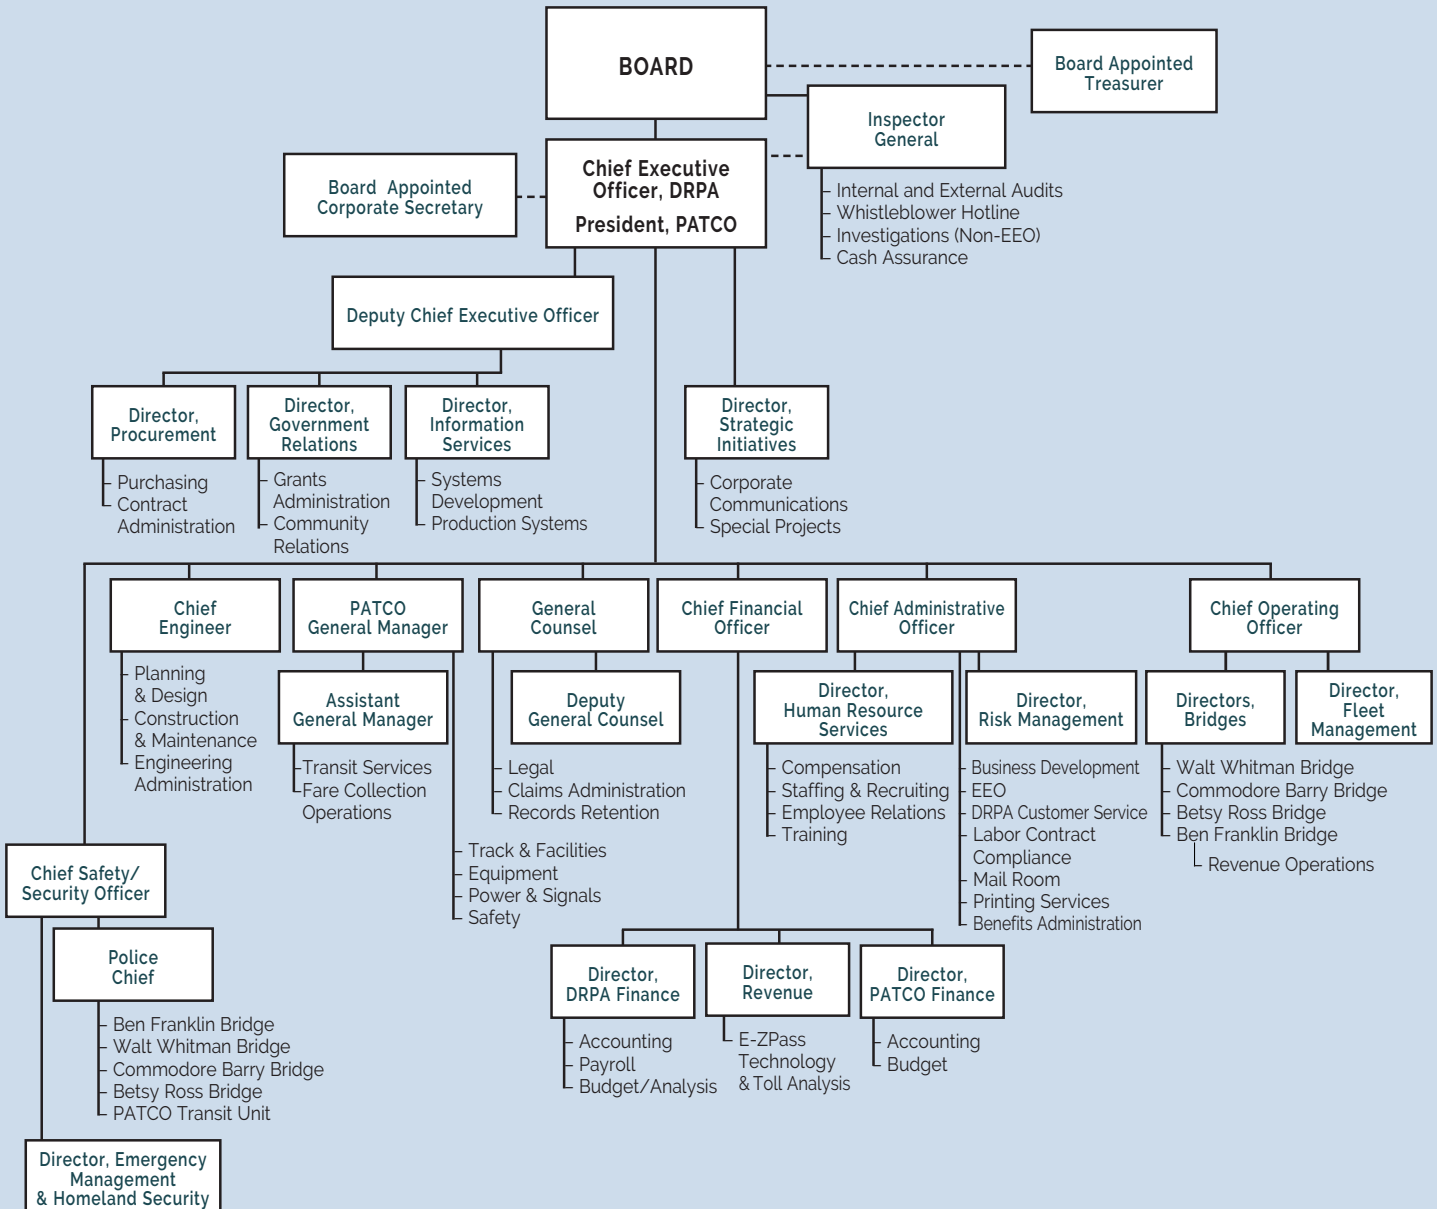 BOARD
Board Appointed
Treasurer
Inspector
General
Internal and External Audits
Whistleblower Hotline
Investigations (Non-EEO)
Cash Assurance
Board Appointed
Corporate Secretary
Chief Executive
Officer, DRPA
President, PATCO
Deputy Chief Executive Officer
Director,
Procurement
Purchasing
Contract
Administration
Director,
Government
Relations
Grants
Administration
Community
Relations
Director,
Information
Services
Systems
Development
Production Systems
Director,
Strategic
Initiatives
Corporate
Communications
Special Projects
Chief
Engineer
Planning
& Design
Construction
& Maintenance
Engineering
Administration
PATCO
General Manager
Assistant
General Manager
Transit Services
Fare Collection
Operations
Track & Facilities
Equipment
Power & Signals
Safety
General
Counsel
Deputy
General Counsel
Legal
Claims Administration
Records Retention
Chief Financial
Officer
Director,
DRPA Finance
Accounting
Payroll
Budget/Analysis
Director,
Revenue
E-ZPass
Technology
& Toll Analysis
Director,
PATCO Finance
Accounting
Budget
Chief Administrative
Officer
Director,
Human Resource
Services
Compensation
Staffing & Recruiting
Employee Relations
Training
Director,
Risk Management
Business Development
EEO
DRPA Customer Service
Labor Contract
Compliance
Mail Room
Printing Services
Benefits Administration
Chief Operating
Officer
Directors,
Bridges
Walt Whitman Bridge
Commodore Barry Bridge
Betsy Ross Bridge
Ben Franklin Bridge
Revenue Operations
Director,
Fleet
Management
Chief Safety/
Security Officer
Police
Chief
Ben Franklin Bridge
Walt Whitman Bridge
Commodore Barry Bridge
Betsy Ross Bridge
PATCO Transit Unit
Director, Emergency
Management
& Homeland Security